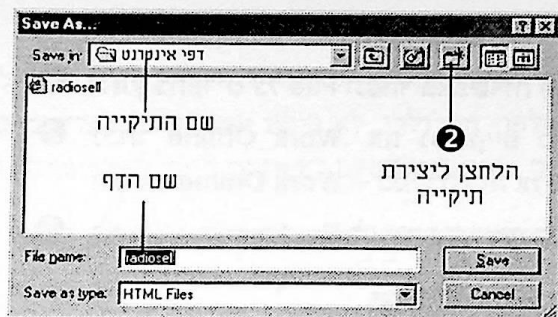 Save As...
Save in: דפי אינטרנט
radiosell
שם התיקייה
❷
הלחצן ליצירת
תיקייה
שם הדף
File name: radiosell
Save
Save as type: HTML Files
Cancel